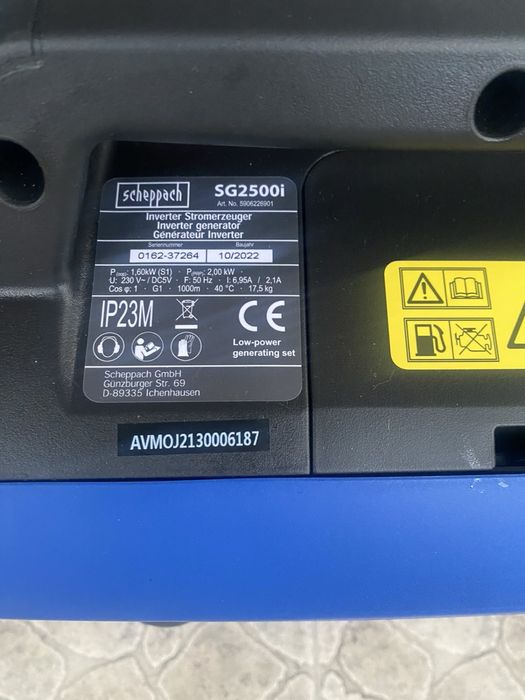 scheppach SG2500i
Art. No. 5906226901
Inverter Stromerzeuger
Inverter generator
Générateur Inverter
Seriennummer Baujahr
0162-37264 10/2022
P(COP): 1,60kW (S1) · P(max): 2,00 kW ·
U: 230 V~ / DC5V · F: 50 Hz · I: 6,95A / 2,1A
Cos φ: 1 · G1 · 1000m · 40 °C · 17,5 kg
IP23M CE
Low-power
generating set
Scheppach GmbH
Günzburger Str. 69
D-89335 Ichenhausen
AVMOJ2130006187